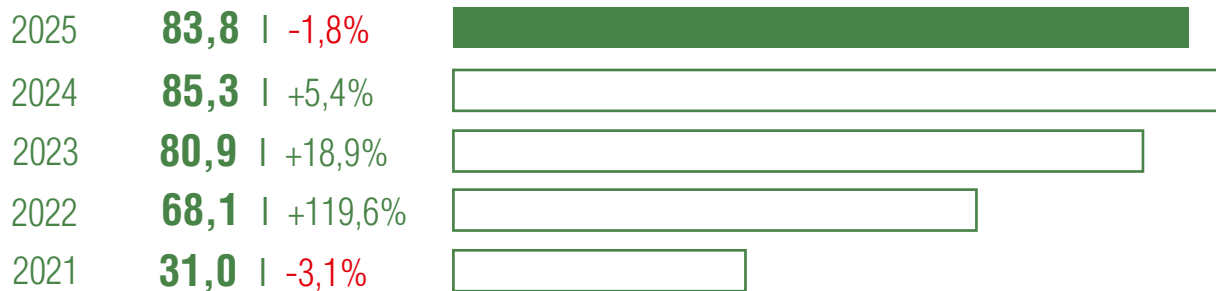 2025 83,8 | -1,8%
2024 85,3 | +5,4%
2023 80,9 | +18,9%
2022 68,1 | +119,6%
2021 31,0 | -3,1%